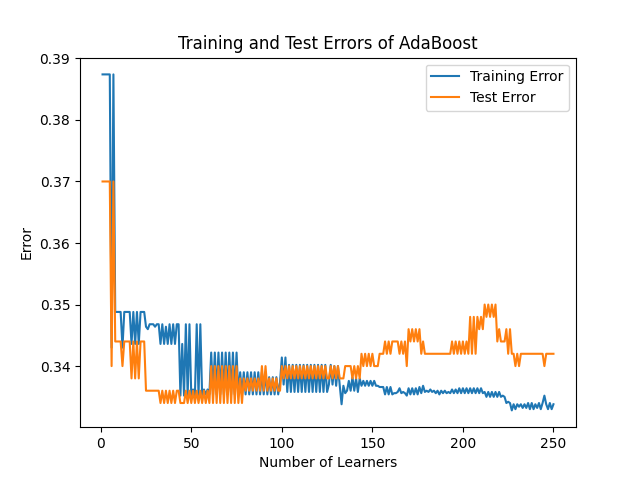 Training and Test Errors of AdaBoost
Training Error
Test Error
0.39
0.38
0.37
0.36
0.35
0.34
Error
0
50
100
150
200
250
Number of Learners